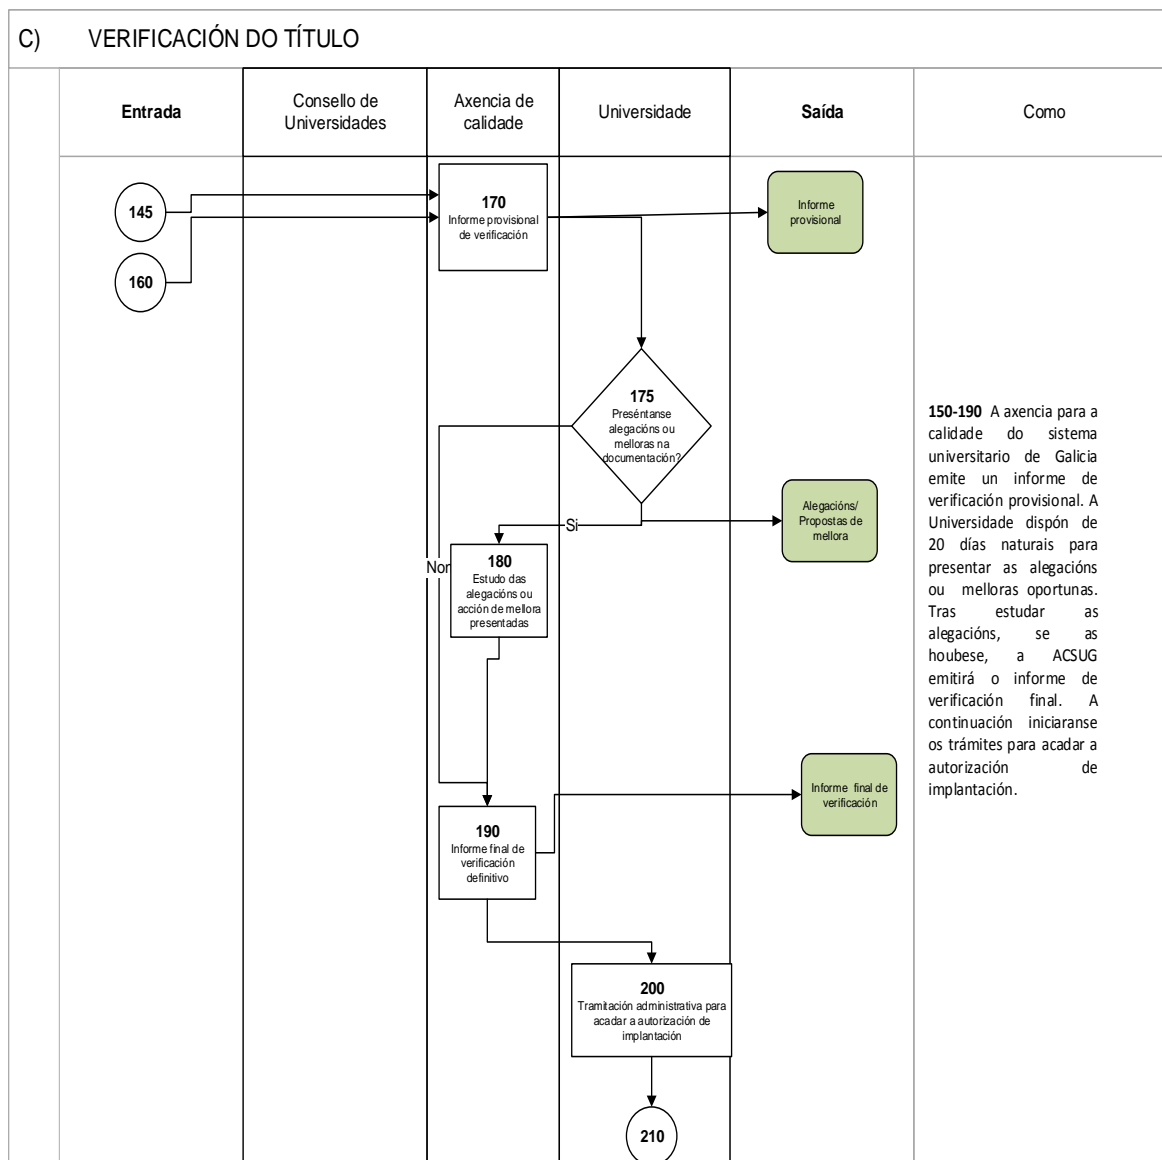 C) VERIFICACIÓN DO TÍTULO
Entrada
Consello de
Universidades
Axencia de
calidade
Universidade
Saída
Como
145
160
170
Informe provisional
de verificación
Informe
provisional
175
Preséntanse
alegacións ou
melloras na
documentación?
Si
Non
Alegacións/
Propostas de
mellora
180
Estudo das
alegacións ou
acción de mellora
presentadas
190
Informe final de
verificación
definitivo
Informe final de
verificación
200
Tramitación administrativa para
acadar a autorización de
implantación
210
150-190 A axencia para a
calidade do sistema
universitario de Galicia
emite un informe de
verificación provisional. A
Universidade dispón de
20 días naturais para
presentar as alegacións
ou melloras oportunas.
Tras estudar as
alegacións, se as
houbese, a ACSUG
emitirá o informe de
verificación final. A
continuación iniciaranse
os trámites para acadar a
autorización de
implantación.